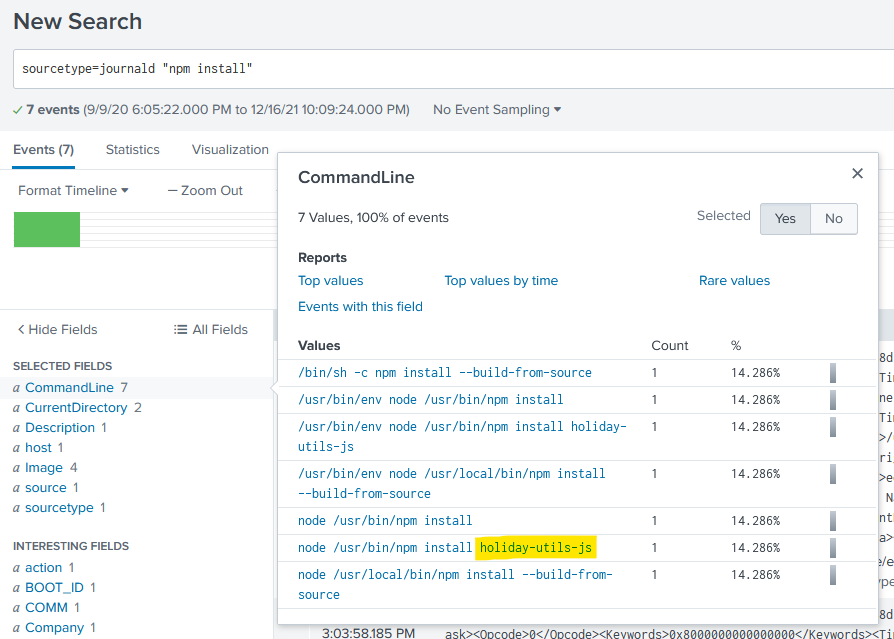 New Search
sourcetype=journald "npm install"
✓ 7 events (9/9/20 6:05:22.000 PM to 12/16/21 10:09:24.000 PM) No Event Sampling
Events (7) Statistics Visualization
Format Timeline — Zoom Out
CommandLine
7 Values, 100% of events Selected Yes No
Reports
Top values Top values by time Rare values
Events with this field
Values Count %
/bin/sh -c npm install --build-from-source 1 14.286%
/usr/bin/env node /usr/bin/npm install 1 14.286%
/usr/bin/env node /usr/bin/npm install holiday- 1 14.286%
utils-js
/usr/bin/env node /usr/local/bin/npm install 1 14.286%
--build-from-source
node /usr/bin/npm install 1 14.286%
node /usr/bin/npm install holiday-utils-js 1 14.286%
node /usr/local/bin/npm install --build-from- 1 14.286%
source
< Hide Fields All Fields
SELECTED FIELDS
a CommandLine 7
a CurrentDirectory 2
a Description 1
a host 1
a Image 4
a source 1
a sourcetype 1
INTERESTING FIELDS
a action 1
a BOOT_ID 1
a COMM 1
a Company 1
3:03:58.185 PM ask><Opcode>0</Opcode><Keywords>0x8000000000000000</Keywords><Ti